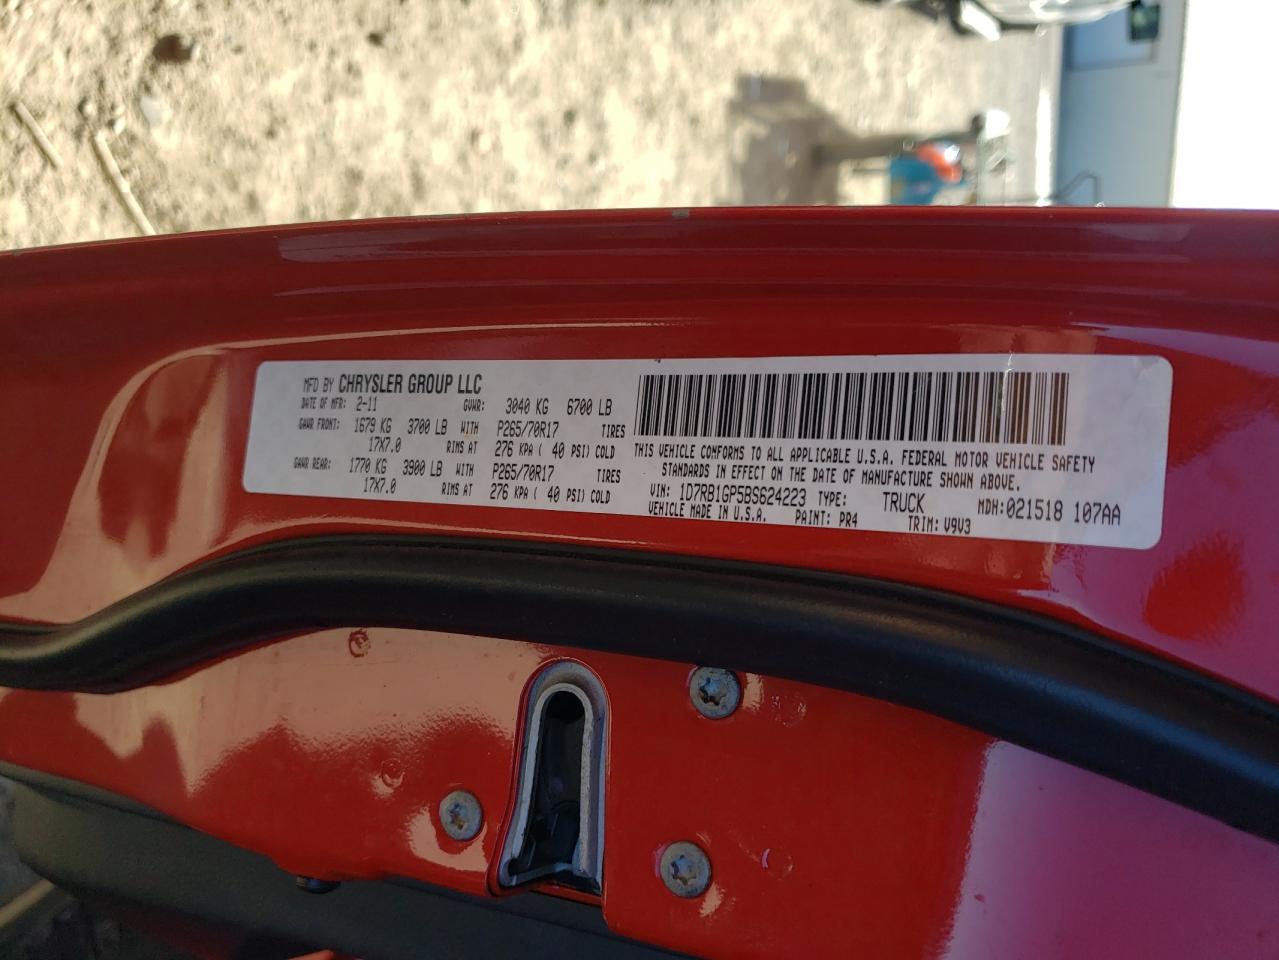 MFD BY CHRYSLER GROUP LLC
DATE OF MFR: 2-11 GVWR: 3040 KG 6700 LB
GAWR FRONT: 1679 KG 3700 LB WITH P265/70R17 TIRES
17X7.0 RIMS AT 276 KPA ( 40 PSI) COLD
GAWR REAR: 1770 KG 3900 LB WITH P265/70R17 TIRES
17X7.0 RIMS AT 276 KPA ( 40 PSI) COLD
THIS VEHICLE CONFORMS TO ALL APPLICABLE U.S.A. FEDERAL MOTOR VEHICLE SAFETY
STANDARDS IN EFFECT ON THE DATE OF MANUFACTURE SHOWN ABOVE.
VIN: 1D7RB1GP5BS624223 TYPE: TRUCK MDH:021518 107AA
VEHICLE MADE IN U.S.A. PAINT: PR4 TRIM: V9V3